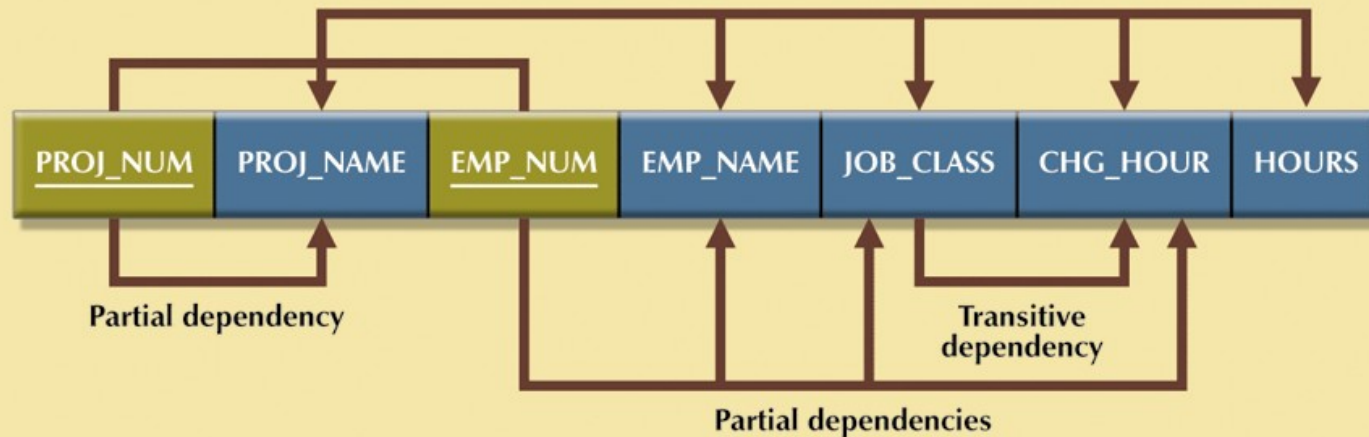 PROJ_NUM PROJ_NAME EMP_NUM EMP_NAME JOB_CLASS CHG_HOUR HOURS
Partial dependency
Transitive
dependency
Partial dependencies